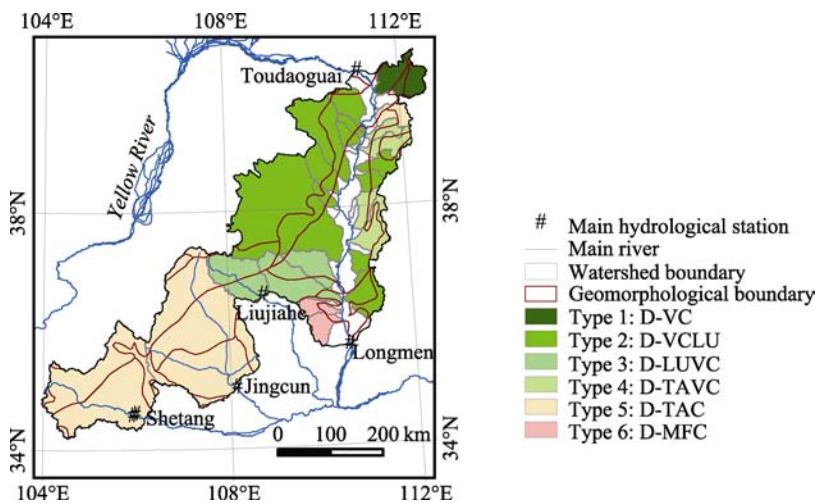 104°E 108°E 112°E
Toudaoguai #
Yellow River
38°N 38°N
# Liujiahe
# Longmen
# Jingcun
# Shetang
34°N 34°N
0 100 200 km
104°E 108°E 112°E
# Main hydrological station
Main river
Watershed boundary
Geomorphological boundary
Type 1: D-VC
Type 2: D-VCLU
Type 3: D-LUVC
Type 4: D-TAVC
Type 5: D-TAC
Type 6: D-MFC